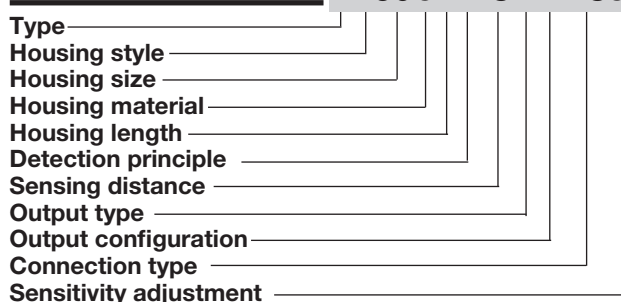 Type
Housing style
Housing size
Housing material
Housing length
Detection principle
Sensing distance
Output type
Output configuration
Connection type
Sensitivity adjustment